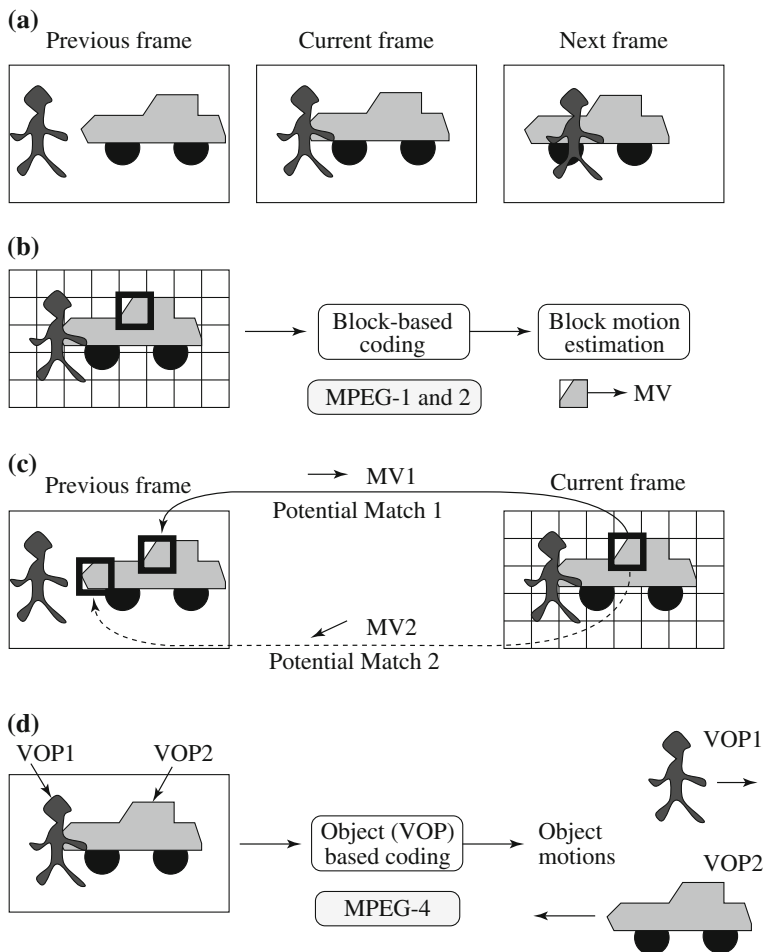 (a)
Previous frame
Current frame
Next frame
(b)
Block-based
coding
Block motion
estimation
MPEG-1 and 2
MV
(c)
Previous frame
MV1
Potential Match 1
Current frame
MV2
Potential Match 2
(d)
VOP1
VOP2
Object (VOP)
based coding
MPEG-4
Object
motions
VOP1
VOP2